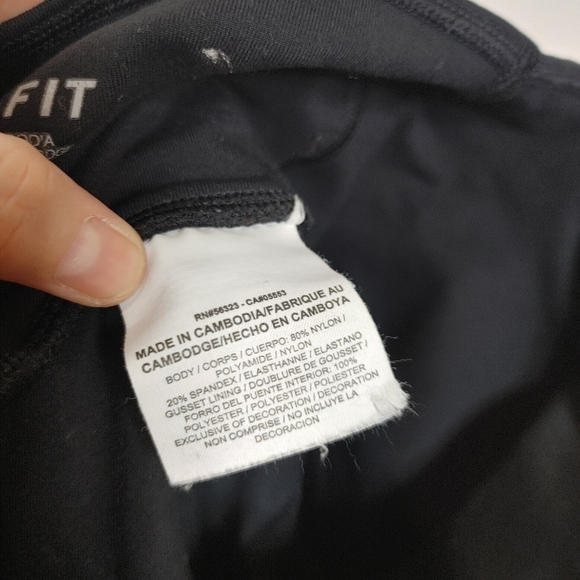 FIT
RN#56323 - CA#05553
MADE IN CAMBODIA/FABRIQUE AU
CAMBODGE/HECHO EN CAMBOYA
BODY / CORPS / CUERPO: 80% NYLON /
POLYAMIDE / NYLON
20% SPANDEX / ELASTHANNE / ELASTANO
GUSSET LINING / DOUBLURE DE GOUSSET /
FORRO DEL PUENTE INTERIOR: 100%
POLYESTER / POLYESTER / POLIESTER
EXCLUSIVE OF DECORATION / DECORATION
NON COMPRISE / NO INCLUYE LA
DECORACION